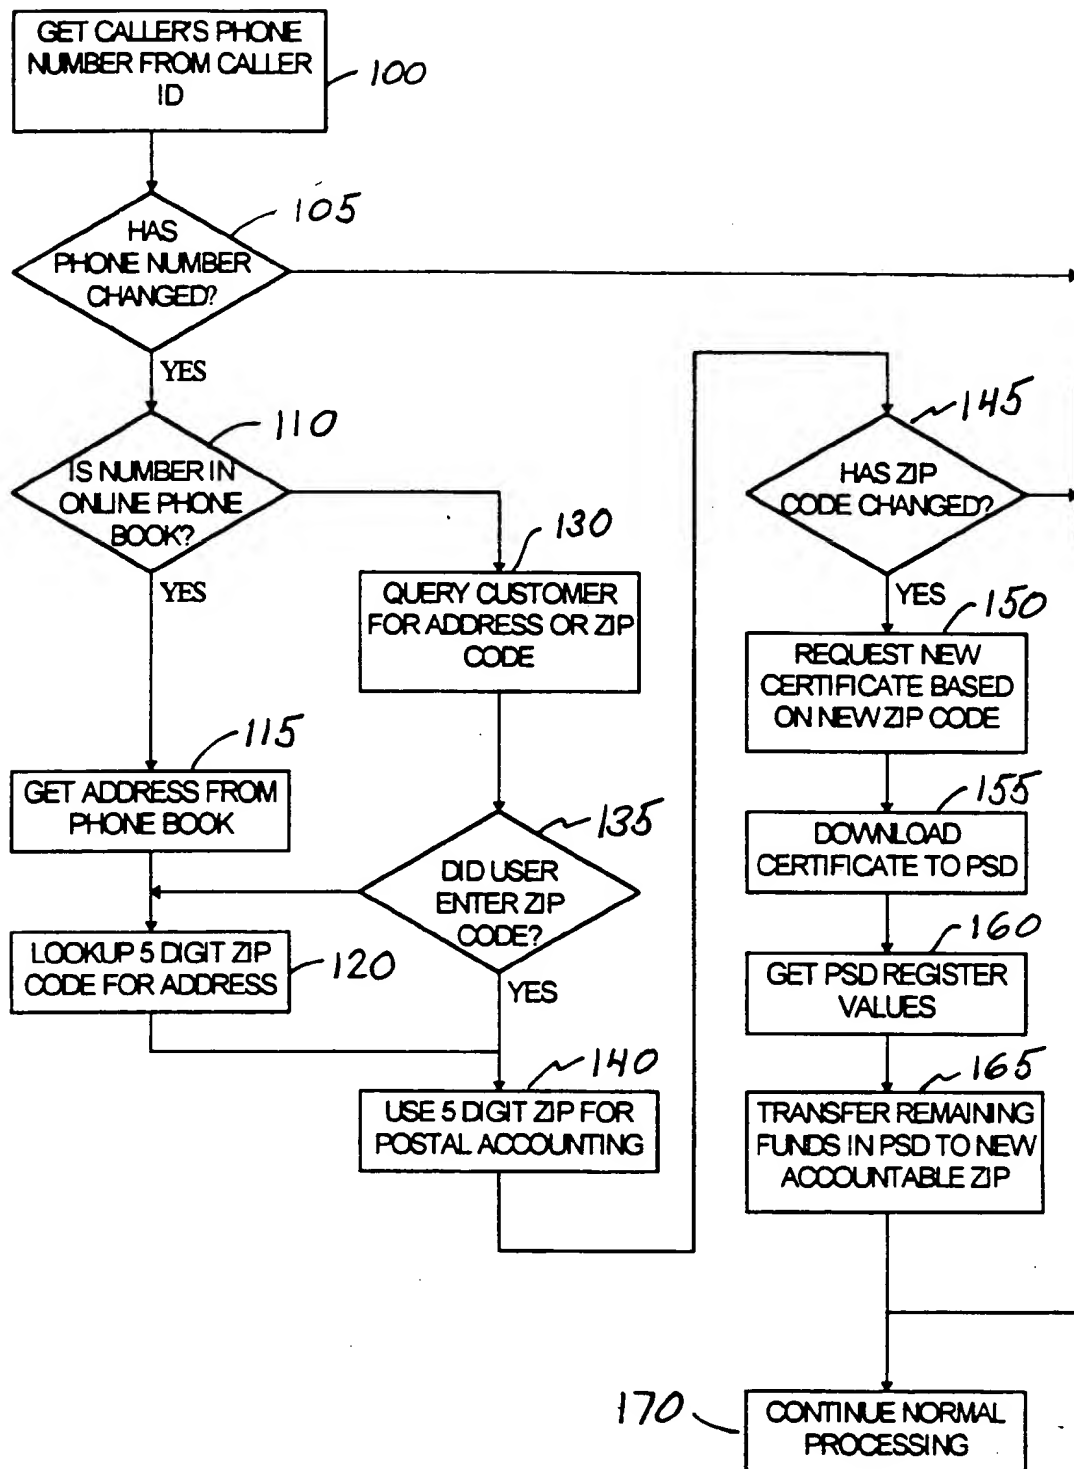 GET CALLER'S PHONE
NUMBER FROM CALLER
ID
100
HAS
PHONE NUMBER
CHANGED?
105
YES
IS NUMBER IN
ONLINE PHONE
BOOK?
110
YES
GET ADDRESS FROM
PHONE BOOK
115
LOOKUP 5 DIGIT ZIP
CODE FOR ADDRESS
120
QUERY CUSTOMER
FOR ADDRESS OR ZIP
CODE
130
DID USER
ENTER ZIP
CODE?
135
YES
USE 5 DIGIT ZIP FOR
POSTAL ACCOUNTING
140
HAS ZIP
CODE CHANGED?
145
YES
REQUEST NEW
CERTIFICATE BASED
ON NEW ZIP CODE
150
DOWNLOAD
CERTIFICATE TO PSD
155
GET PSD REGISTER
VALUES
160
TRANSFER REMAINING
FUNDS IN PSD TO NEW
ACCOUNTABLE ZIP
165
CONTINUE NORMAL
PROCESSING
170